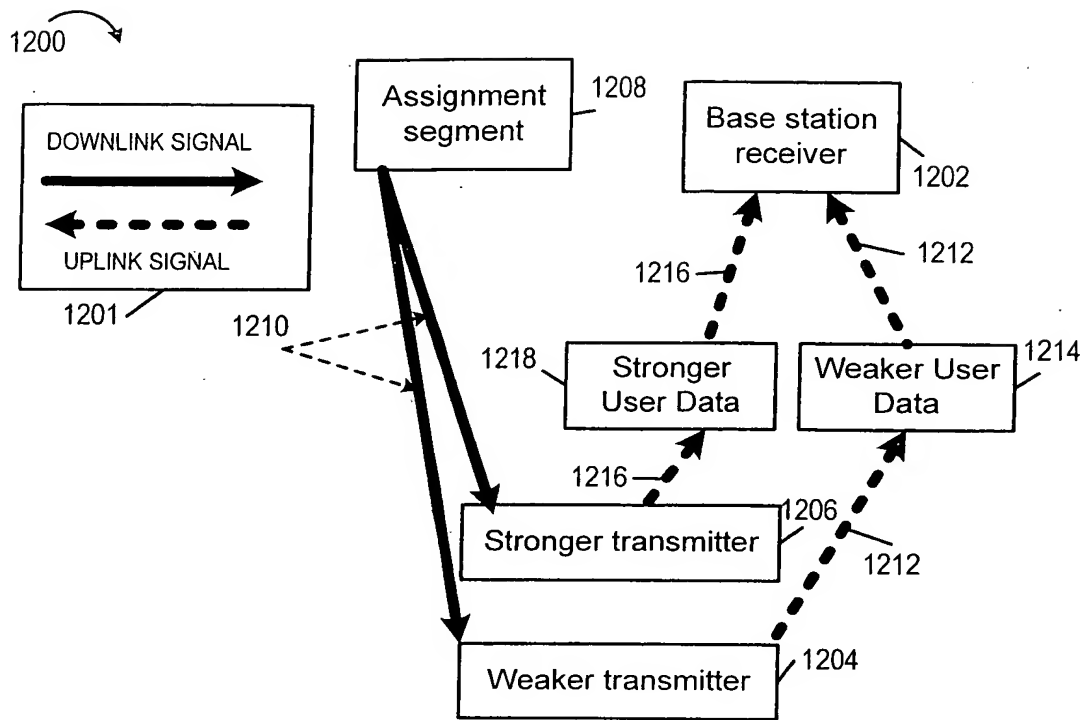 1200
Assignment
segment
1208
Base station
receiver
1202
DOWNLINK SIGNAL
UPLINK SIGNAL
1201
1210
1216
1212
1218
Stronger
User Data
Weaker User
Data
1214
1216
1206
Stronger transmitter
1212
Weaker transmitter
1204